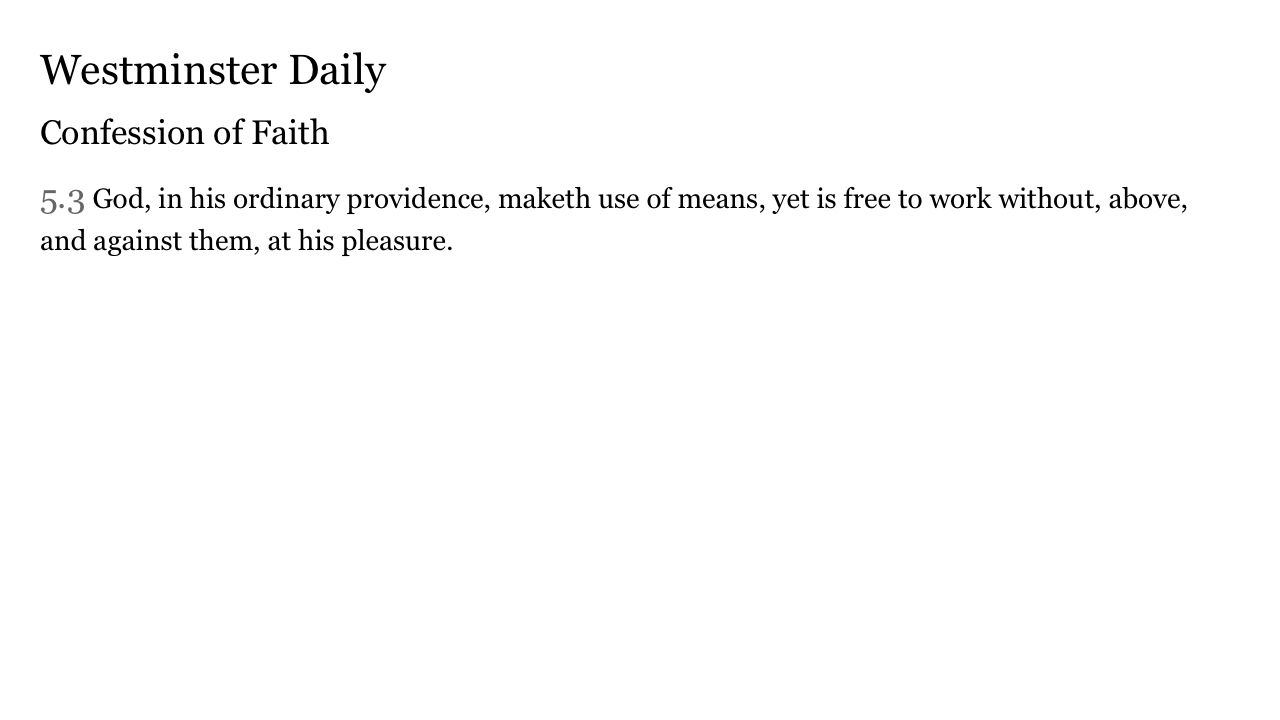 Westminster Daily
Confession of Faith
5.3 God, in his ordinary providence, maketh use of means, yet is free to work without, above,
and against them, at his pleasure.